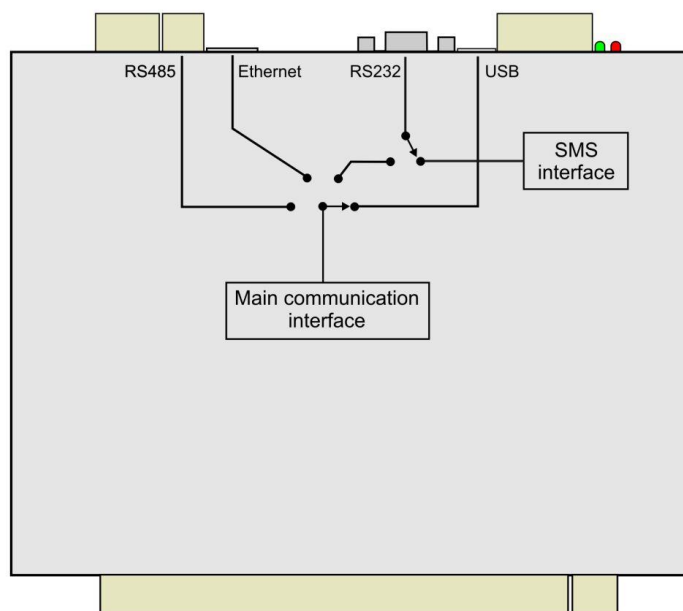 RS485
Ethernet
RS232
USB
SMS
interface
Main communication
interface